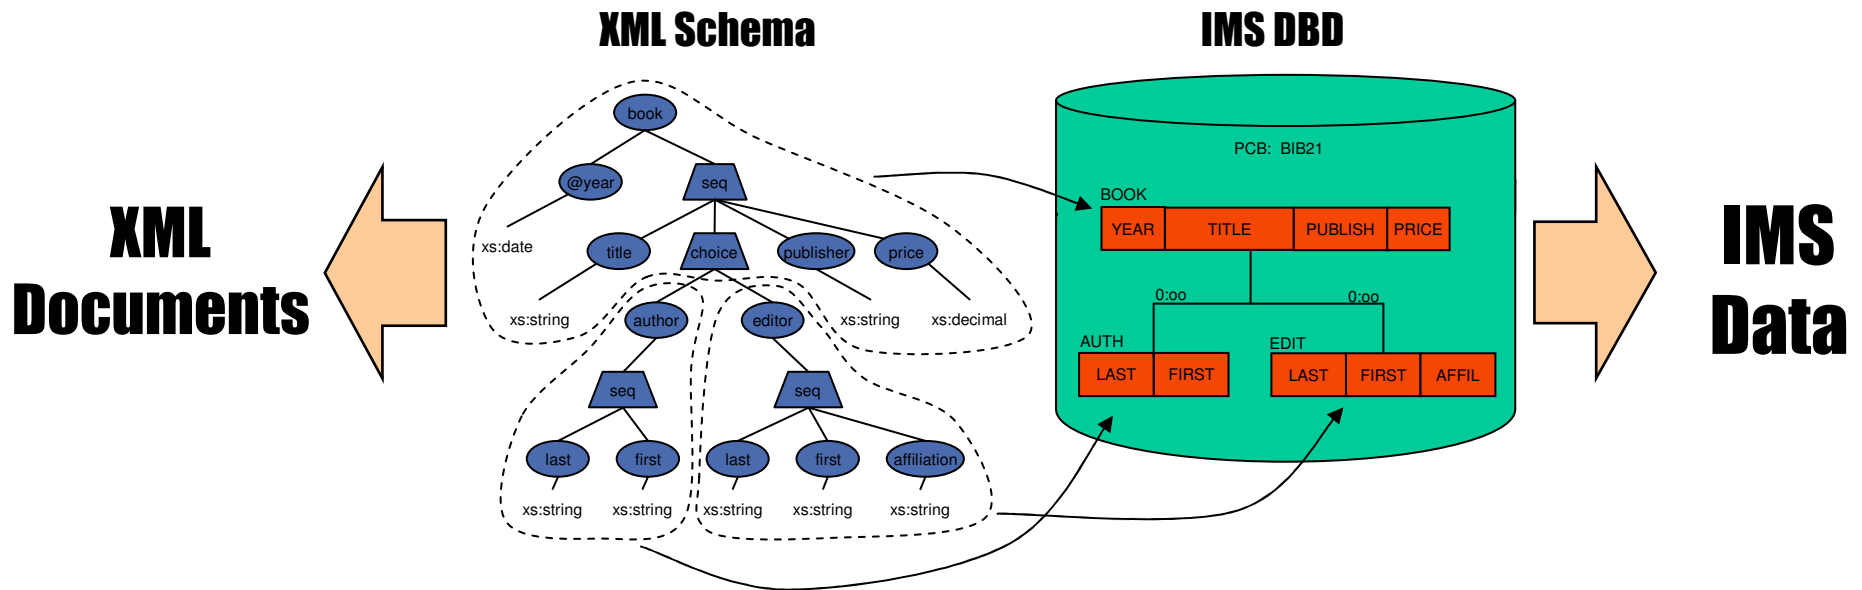 XML Schema
IMS DBD
book
PCB: BIB21
@year
seq
BOOK
YEAR TITLE PUBLISH PRICE
XML
Documents
IMS
Data
xs:date
title
choice
publisher
price
0:oo
0:oo
xs:string
author
editor
xs:string
xs:decimal
AUTH
EDIT
LAST FIRST
LAST FIRST AFFIL
seq
seq
last
first
last
first
affiliation
xs:string
xs:string
xs:string
xs:string
xs:string